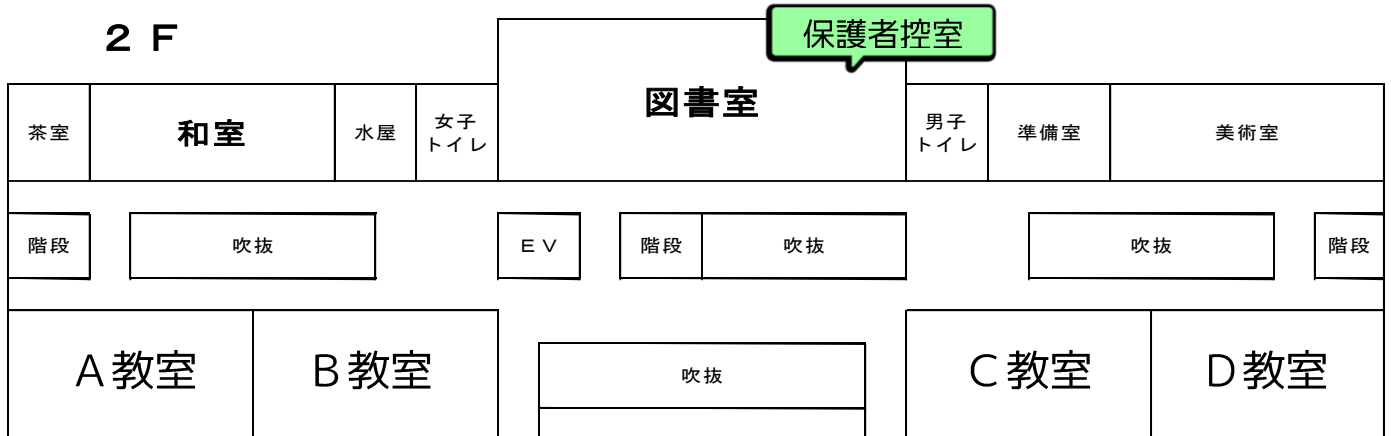 ２Ｆ
保護者控室
図書室
茶室
和室
水屋
女子
トイレ
男子
トイレ
準備室
美術室
階段
吹抜
ＥＶ
階段
吹抜
吹抜
階段
Ａ教室
Ｂ教室
吹抜
Ｃ教室
Ｄ教室